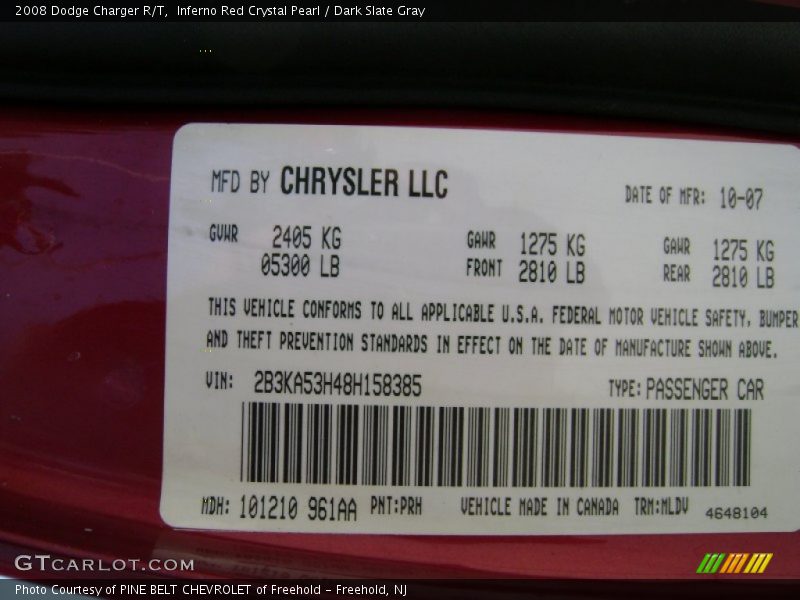 2008 Dodge Charger R/T, Inferno Red Crystal Pearl / Dark Slate Gray
MFD BY CHRYSLER LLC
DATE OF MFR: 10-07
GVWR 2405 KG
05300 LB
GAWR 1275 KG
FRONT 2810 LB
GAWR 1275 KG
REAR 2810 LB
THIS VEHICLE CONFORMS TO ALL APPLICABLE U.S.A. FEDERAL MOTOR VEHICLE SAFETY, BUMPER
AND THEFT PREVENTION STANDARDS IN EFFECT ON THE DATE OF MANUFACTURE SHOWN ABOVE.
VIN: 2B3KA53H48H158385 TYPE: PASSENGER CAR
MDH: 101210 961AA PNT:PRH VEHICLE MADE IN CANADA TRM:MLDV 4648104
GTCARLOT.COM
Photo Courtesy of PINE BELT CHEVROLET of Freehold - Freehold, NJ